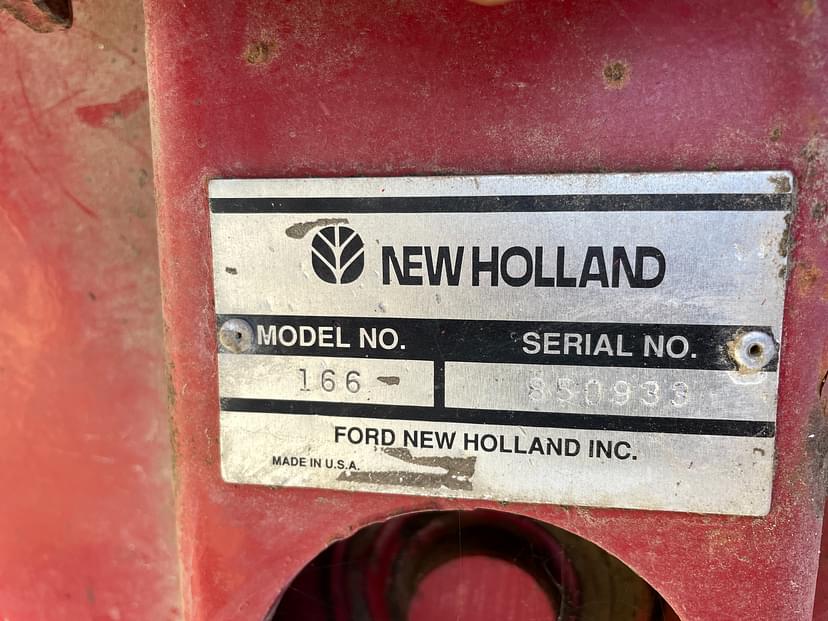 NEW HOLLAND
MODEL NO. SERIAL NO.
166 850933
FORD NEW HOLLAND INC.
MADE IN U.S.A.